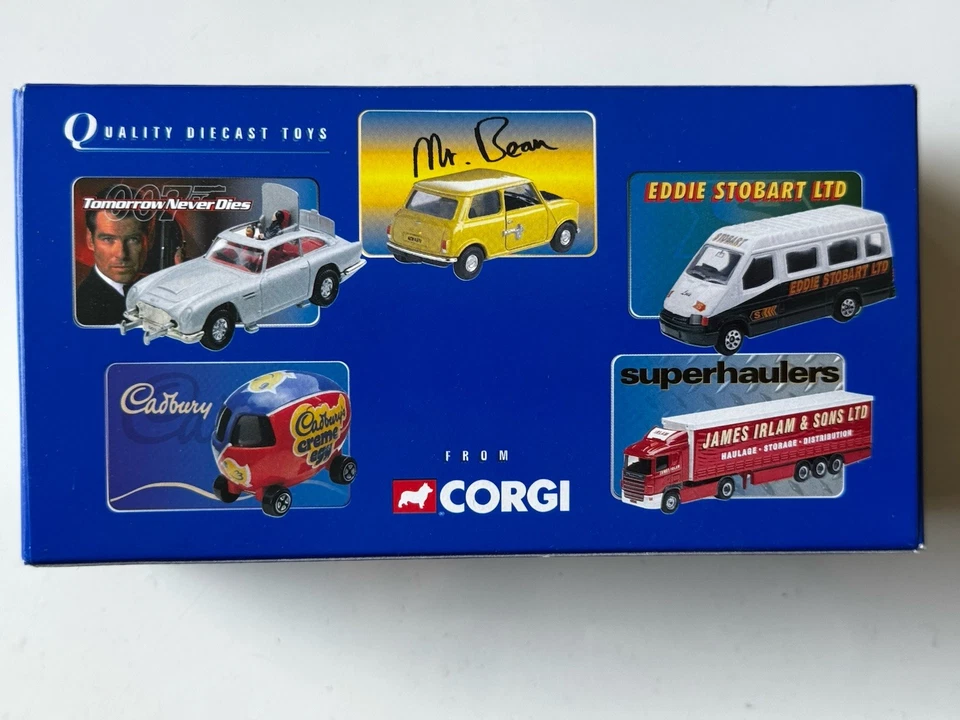 QUALITY DIECAST TOYS
Mr. Bean
007
Tomorrow Never Dies
EDDIE STOBART LTD
STOBART
EDDIE STOBART LTD
S
Cadbury
Cadbury's
creme
egg
superhaulers
JAMES IRLAM & SONS LTD
HAULAGE · STORAGE · DISTRIBUTION
FROM
CORGI